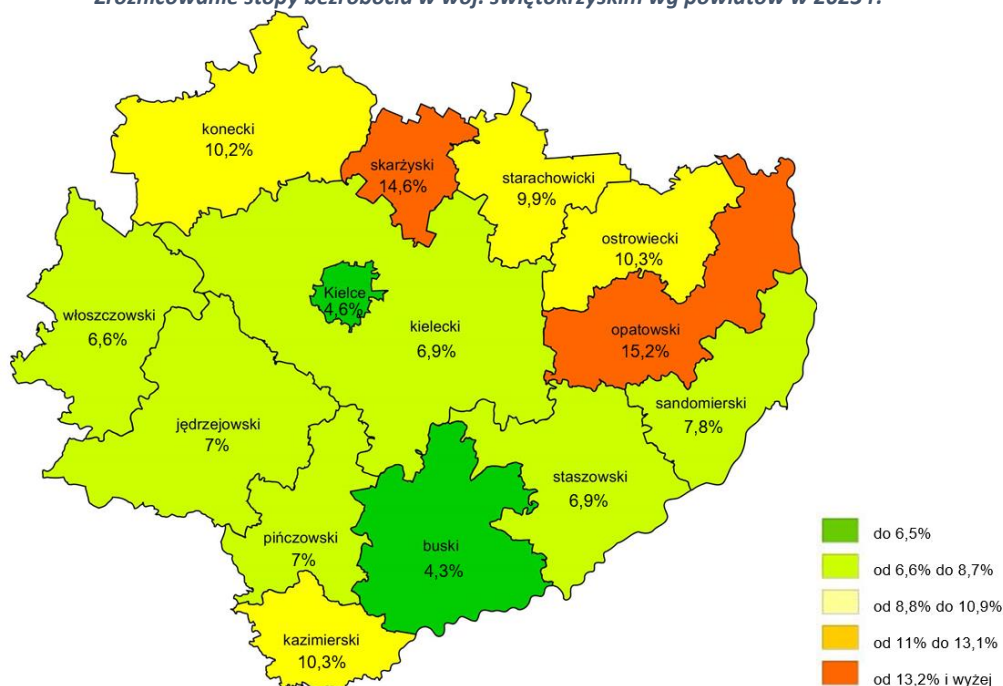 Zróżnicowanie stopy bezrobocia w woj. świętokrzyskim wg powiatów w 2023 r.
konecki
10,2%
skarżyski
14,6%
starachowicki
9,9%
ostrowiecki
10,3%
Kielce
4,6%
włoszczowski
6,6%
kielecki
6,9%
opatowski
15,2%
sandomierski
7,8%
jędrzejowski
7%
staszowski
6,9%
pińczowski
7%
buski
4,3%
kazimierski
10,3%
do 6,5%
od 6,6% do 8,7%
od 8,8% do 10,9%
od 11% do 13,1%
od 13,2% i wyżej